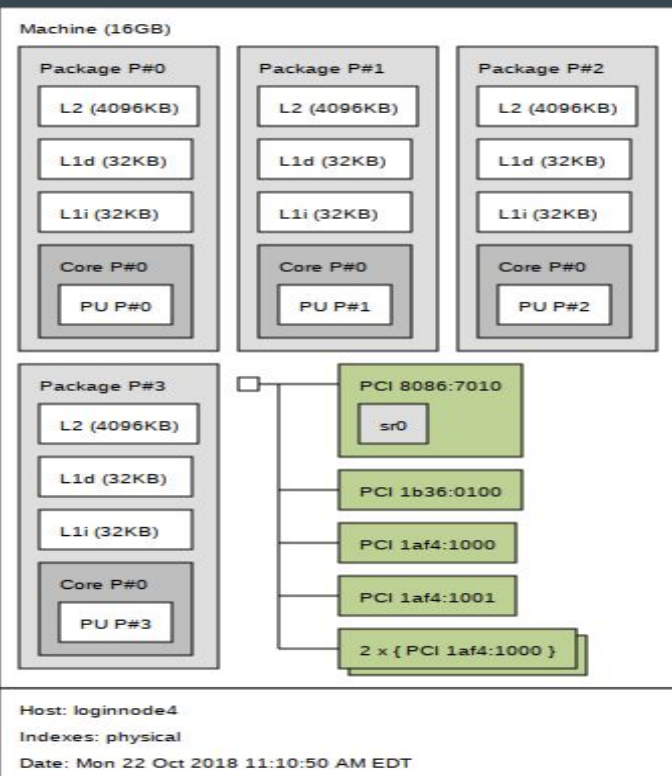 Machine (16GB)
Package P#0
L2 (4096KB)
L1d (32KB)
L1i (32KB)
Core P#0
PU P#0
Package P#1
L2 (4096KB)
L1d (32KB)
L1i (32KB)
Core P#0
PU P#1
Package P#2
L2 (4096KB)
L1d (32KB)
L1i (32KB)
Core P#0
PU P#2
Package P#3
L2 (4096KB)
L1d (32KB)
L1i (32KB)
Core P#0
PU P#3
PCI 8086:7010
sr0
PCI 1b36:0100
PCI 1af4:1000
PCI 1af4:1001
2 x { PCI 1af4:1000 }
Host: loginnode4
Indexes: physical
Date: Mon 22 Oct 2018 11:10:50 AM EDT